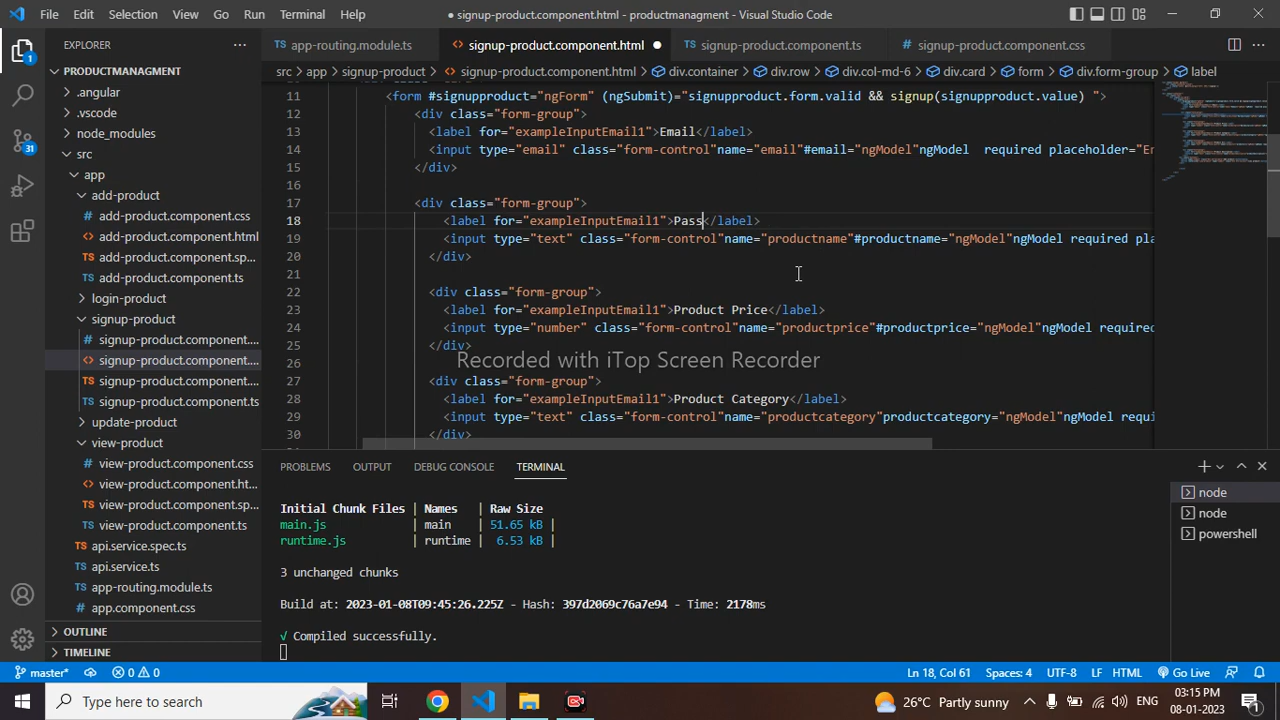 File Edit Selection View Go Run Terminal Help
● signup-product.component.html - productmanagment - Visual Studio Code
EXPLORER
app-routing.module.ts
signup-product.component.html
signup-product.component.ts
signup-product.component.css
src > app > signup-product > signup-product.component.html > div.container > div.row > div.col-md-6 > div.card > form > div.form-group > label
PRODUCTMANAGMENT
.angular
.vscode
node_modules
src
app
add-product
add-product.component.css
add-product.component.html
add-product.component.sp...
add-product.component.ts
login-product
signup-product
signup-product.component....
signup-product.component....
signup-product.component....
signup-product.component.ts
update-product
view-product
view-product.component.css
view-product.component.ht...
view-product.component.sp...
view-product.component.ts
api.service.spec.ts
api.service.ts
app-routing.module.ts
app.component.css
OUTLINE
TIMELINE
11 <form #signupproduct="ngForm" (ngSubmit)="signupproduct.form.valid && signup(signupproduct.value) ">
12 <div class="form-group">
13 <label for="exampleInputEmail1">Email</label>
14 <input type="email" class="form-control"name="email"#email="ngModel"ngModel  required placeholder="En
15 </div>
16
17 <div class="form-group">
18 <label for="exampleInputEmail1">Pass</label>
19 <input type="text" class="form-control"name="productname"#productname="ngModel"ngModel required pla
20 </div>
21
22 <div class="form-group">
23 <label for="exampleInputEmail1">Product Price</label>
24 <input type="number" class="form-control"name="productprice"#productprice="ngModel"ngModel required
25 </div>
26
27 <div class="form-group">
28 <label for="exampleInputEmail1">Product Category</label>
29 <input type="text" class="form-control"name="productcategory"productcategory="ngModel"ngModel requi
30 </div>
Recorded with iTop Screen Recorder
PROBLEMS OUTPUT DEBUG CONSOLE TERMINAL
Initial Chunk Files | Names | Raw Size
main.js | main | 51.65 kB |
runtime.js | runtime | 6.53 kB |
3 unchanged chunks
Build at: 2023-01-08T09:45:26.225Z - Hash: 397d2069c76a7e94 - Time: 2178ms
√ Compiled successfully.
node
node
powershell
1
31
master* 0 0
Ln 18, Col 61 Spaces: 4 UTF-8 LF HTML Go Live
Type here to search
26°C Partly sunny
ENG
03:15 PM
08-01-2023
1